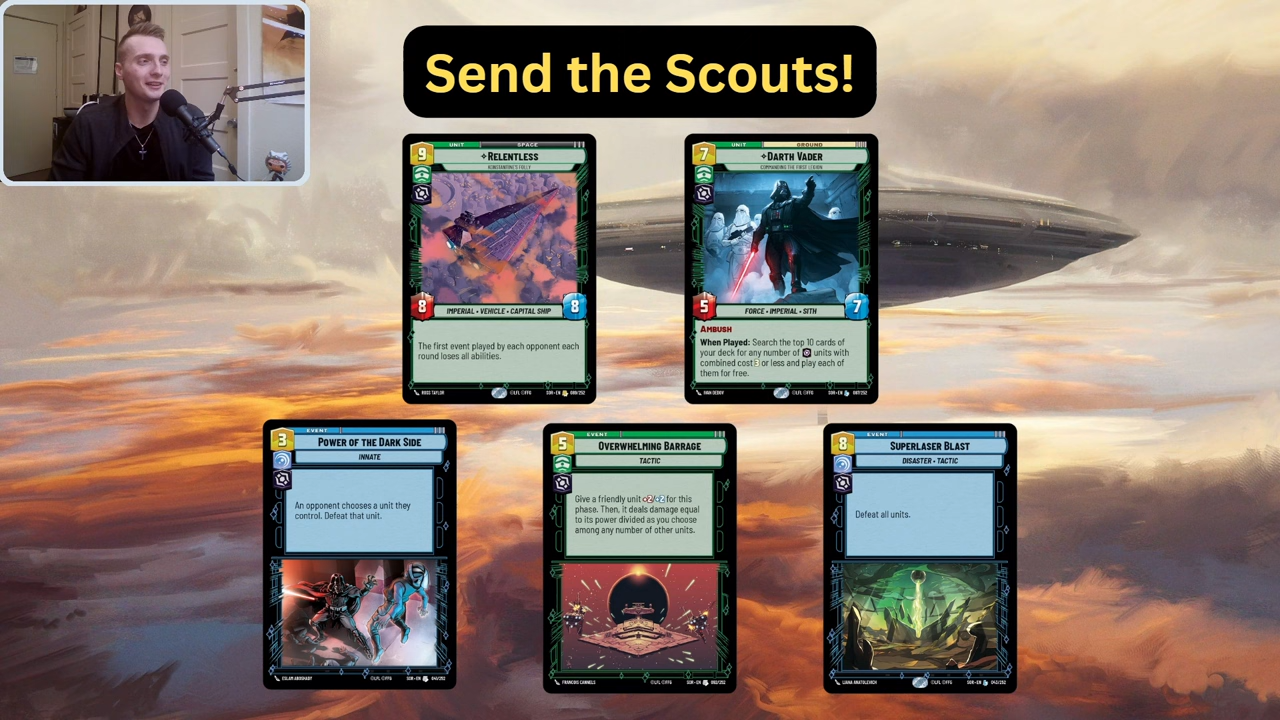 Send the Scouts!
UNIT SPACE
9
RELENTLESS
KONSTANTINE'S FOLLY
8
IMPERIAL • VEHICLE • CAPITAL SHIP
8
The first event played by each opponent each
round loses all abilities.
ROSS TAYLOR
UNIT GROUND
7
DARTH VADER
COMMANDING THE FIRST LEGION
5
FORCE • IMPERIAL • SITH
7
AMBUSH
When Played: Search the top 10 cards of
your deck for any number of units with
combined cost 3 or less and play each of
them for free.
EVENT
3
POWER OF THE DARK SIDE
INNATE
An opponent chooses a unit they
control. Defeat that unit.
EVENT
5
OVERWHELMING BARRAGE
TACTIC
Give a friendly unit +2/+2 for this
phase. Then, it deals damage equal
to its power divided as you choose
among any number of other units.
EVENT
8
SUPERLASER BLAST
DISASTER • TACTIC
Defeat all units.